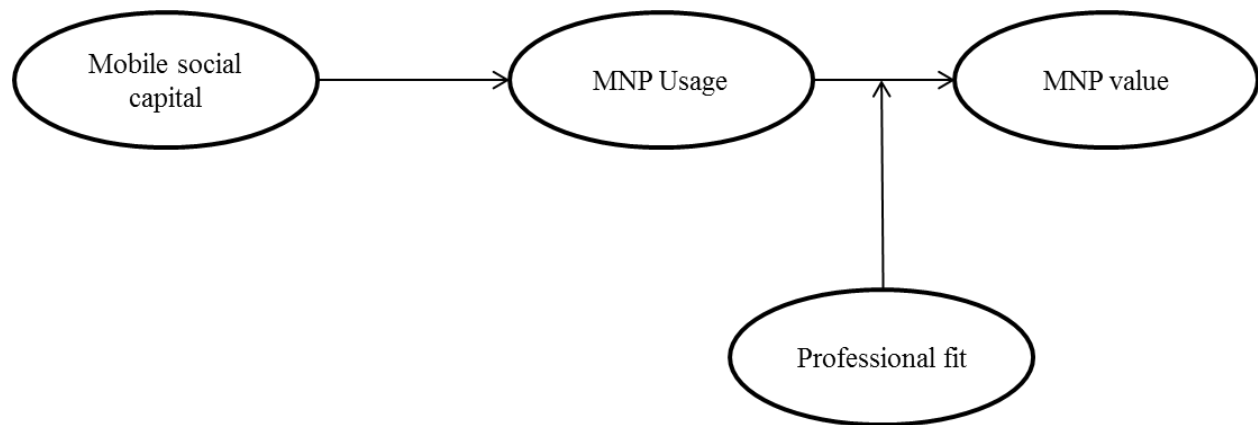 Mobile social
capital
MNP Usage
MNP value
Professional fit